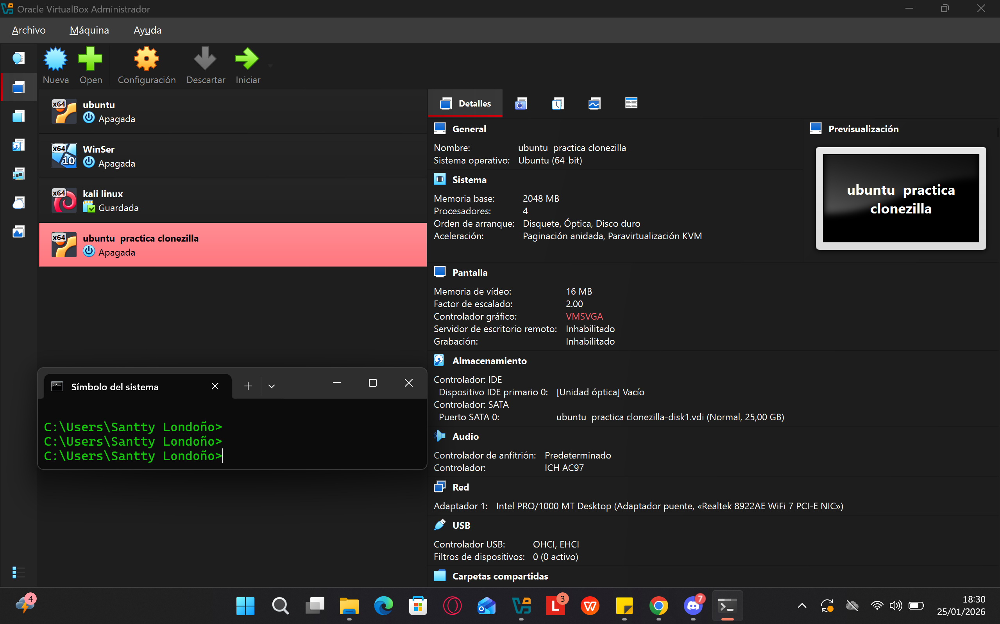 Oracle VirtualBox Administrador
Archivo Máquina Ayuda
Nueva Open Configuración Descartar Iniciar
x64 ubuntu
Apagada
x64 10 WinSer
Apagada
x64 kali linux
Guardada
x64 ubuntu  practica clonezilla
Apagada
Detalles
General
Nombre: ubuntu  practica clonezilla
Sistema operativo: Ubuntu (64-bit)
Previsualización
ubuntu  practica
clonezilla
Sistema
Memoria base: 2048 MB
Procesadores: 4
Orden de arranque: Disquete, Óptica, Disco duro
Aceleración: Paginación anidada, Paravirtualización KVM
Pantalla
Memoria de vídeo: 16 MB
Factor de escalado: 2.00
Controlador gráfico: VMSVGA
Servidor de escritorio remoto: Inhabilitado
Grabación: Inhabilitado
Almacenamiento
Controlador: IDE
Dispositivo IDE primario 0: [Unidad óptica] Vacío
Controlador: SATA
Puerto SATA 0: ubuntu  practica clonezilla-disk1.vdi (Normal, 25,00 GB)
Audio
Controlador de anfitrión: Predeterminado
Controlador: ICH AC97
Red
Adaptador 1: Intel PRO/1000 MT Desktop (Adaptador puente, «Realtek 8922AE WiFi 7 PCI-E NIC»)
USB
Controlador USB: OHCI, EHCI
Filtros de dispositivos: 0 (0 activo)
Carpetas compartidas
Símbolo del sistema
C:\Users\Santty Londoño>
C:\Users\Santty Londoño>
C:\Users\Santty Londoño>
4
L 3
7
18:30
25/01/2026